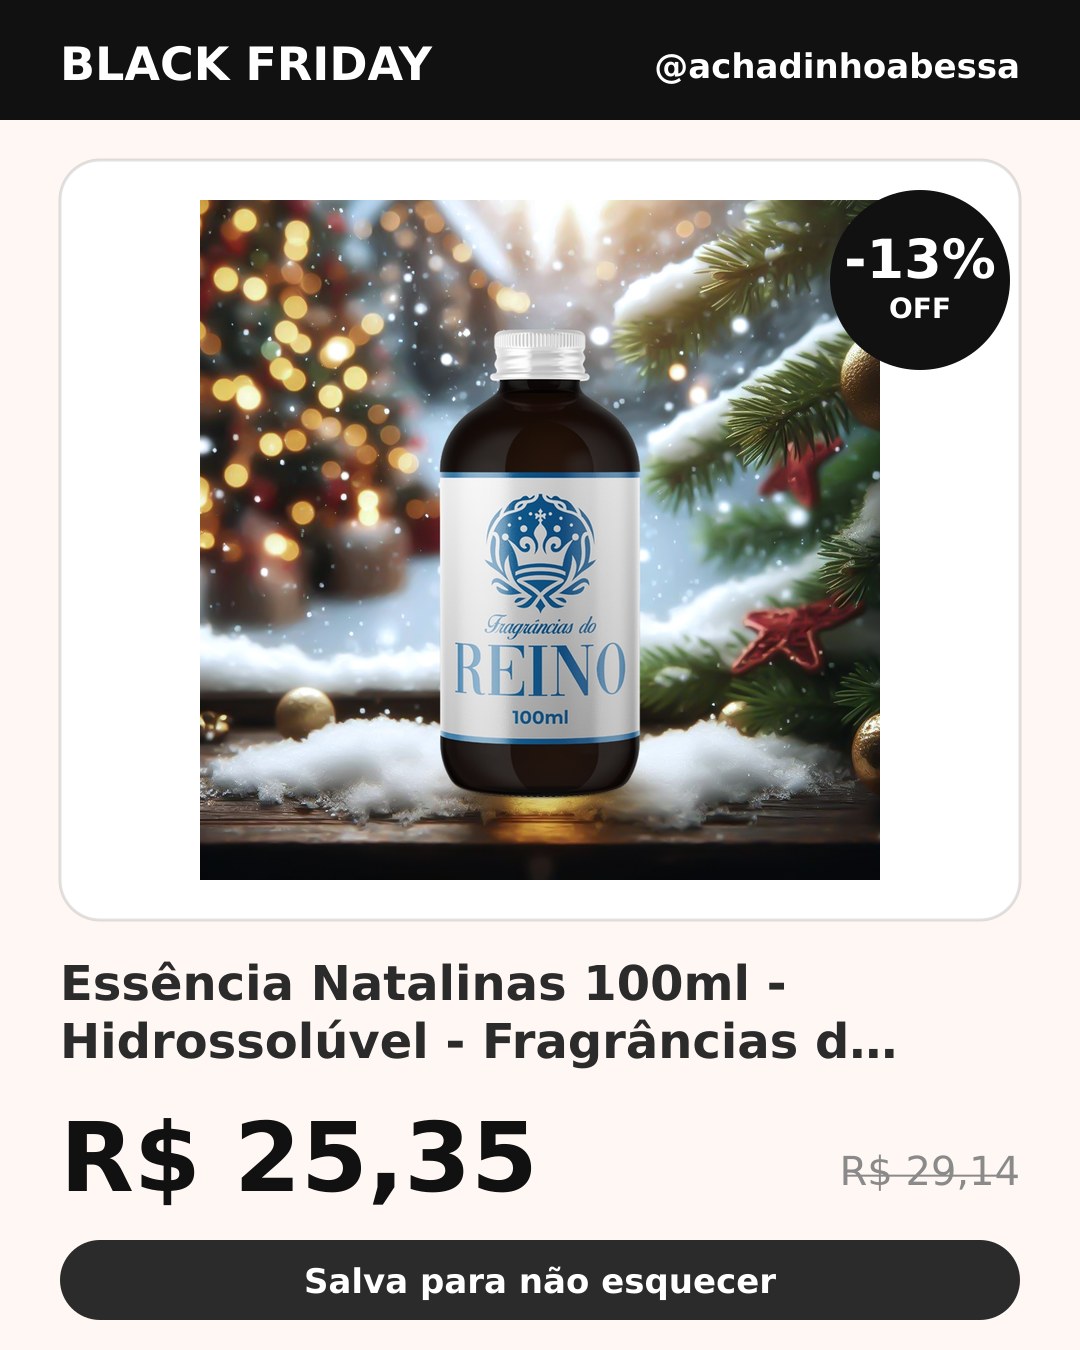 BLACK FRIDAY
@achadinhoabessa
-13%
OFF
Fragrâncias do
REINO
100ml
Essência Natalinas 100ml -
Hidrossolúvel - Fragrâncias d…
R$ 25,35
R$ 29,14
Salva para não esquecer